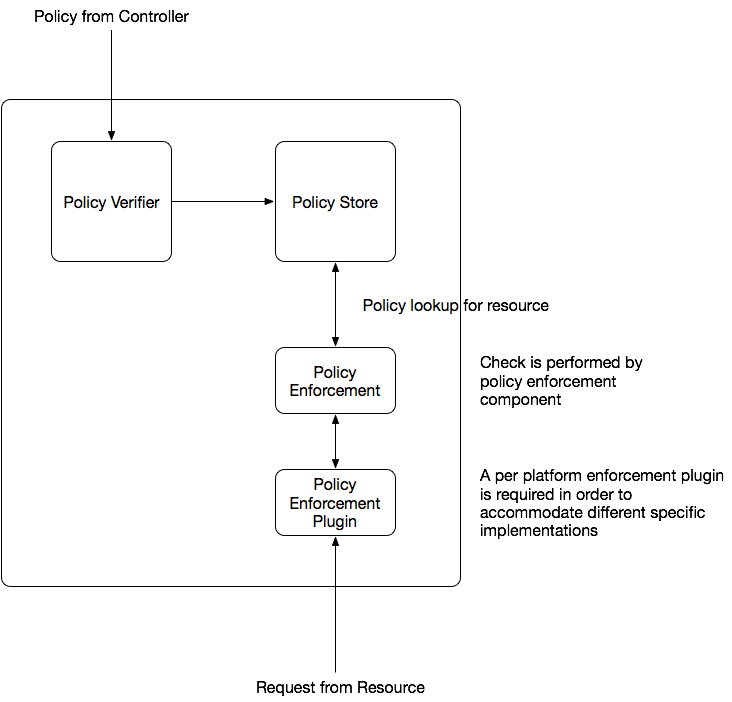 Policy from Controller
Policy Verifier
Policy Store
Policy lookup for resource
Policy
Enforcement
Check is performed by
policy enforcement
component
Policy
Enforcement
Plugin
A per platform enforcement plugin
is required in order to
accommodate different specific
implementations
Request from Resource